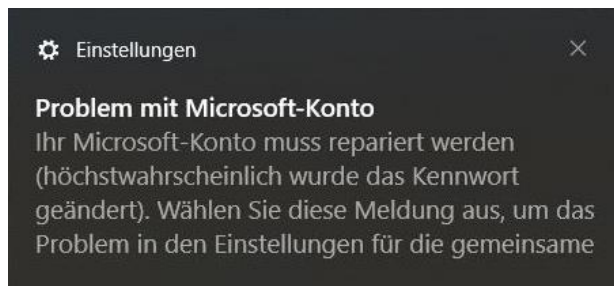 Einstellungen
Problem mit Microsoft-Konto
Ihr Microsoft-Konto muss repariert werden
(höchstwahrscheinlich wurde das Kennwort
geändert). Wählen Sie diese Meldung aus, um das
Problem in den Einstellungen für die gemeinsame